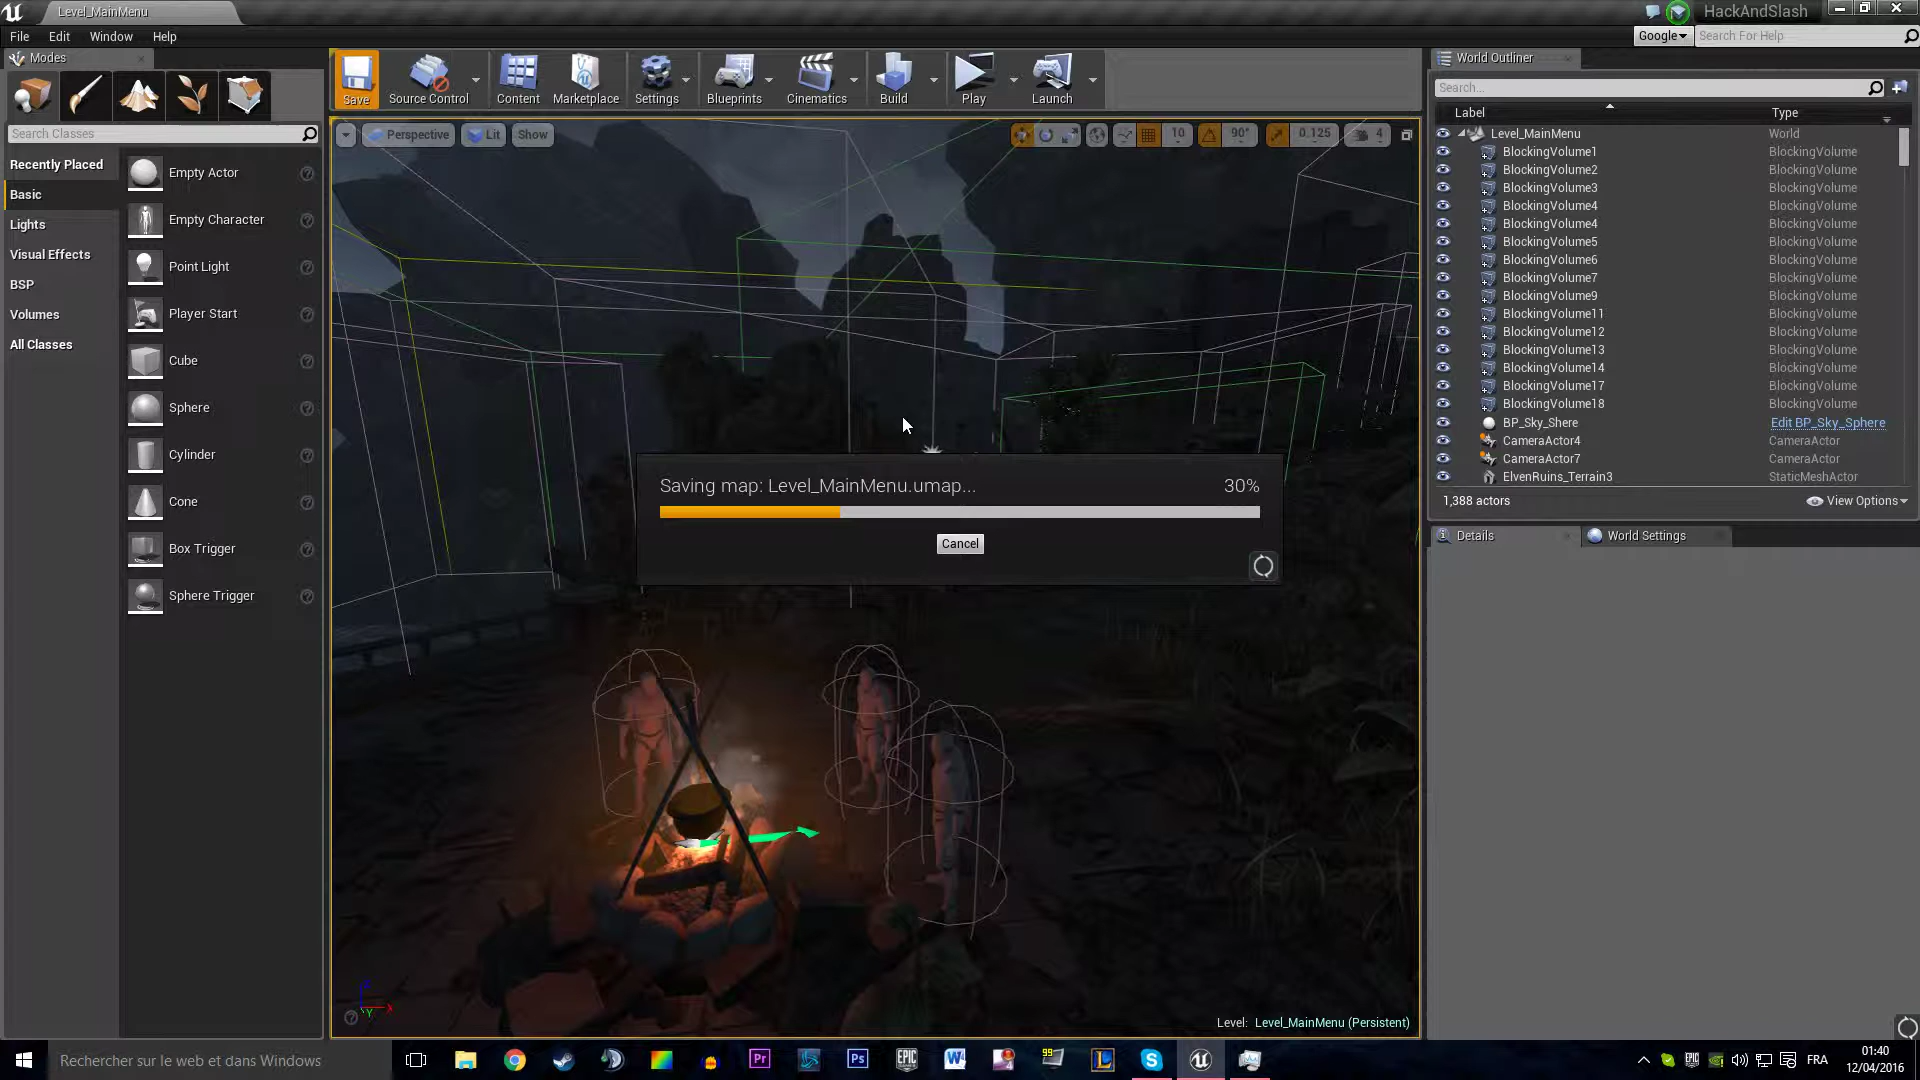 Level_MainMenu
HackAndSlash
File Edit Window Help
Google
Search For Help
Modes
Save
Source Control
Content
Marketplace
Settings
Blueprints
Cinematics
Build
Play
Launch
World Outliner
Search...
Label Type
Search Classes
Recently Placed
Basic
Lights
Visual Effects
BSP
Volumes
All Classes
Empty Actor
Empty Character
Point Light
Player Start
Cube
Sphere
Cylinder
Cone
Box Trigger
Sphere Trigger
Perspective Lit Show
10 90° 0.125 4
Level_MainMenu World
BlockingVolume1 BlockingVolume
BlockingVolume2 BlockingVolume
BlockingVolume3 BlockingVolume
BlockingVolume4 BlockingVolume
BlockingVolume4 BlockingVolume
BlockingVolume5 BlockingVolume
BlockingVolume6 BlockingVolume
BlockingVolume7 BlockingVolume
BlockingVolume9 BlockingVolume
BlockingVolume11 BlockingVolume
BlockingVolume12 BlockingVolume
BlockingVolume13 BlockingVolume
BlockingVolume14 BlockingVolume
BlockingVolume17 BlockingVolume
BlockingVolume18 BlockingVolume
BP_Sky_Shere Edit BP_Sky_Sphere
CameraActor4 CameraActor
CameraActor7 CameraActor
ElvenRuins_Terrain3 StaticMeshActor
1,388 actors
View Options
Details
World Settings
Saving map: Level_MainMenu.umap... 30%
Cancel
X
Y
Level: Level_MainMenu (Persistent)
Rechercher sur le web et dans Windows
Pr
Ps
EPIC
W
99
L
S
FRA
01:40
12/04/2016